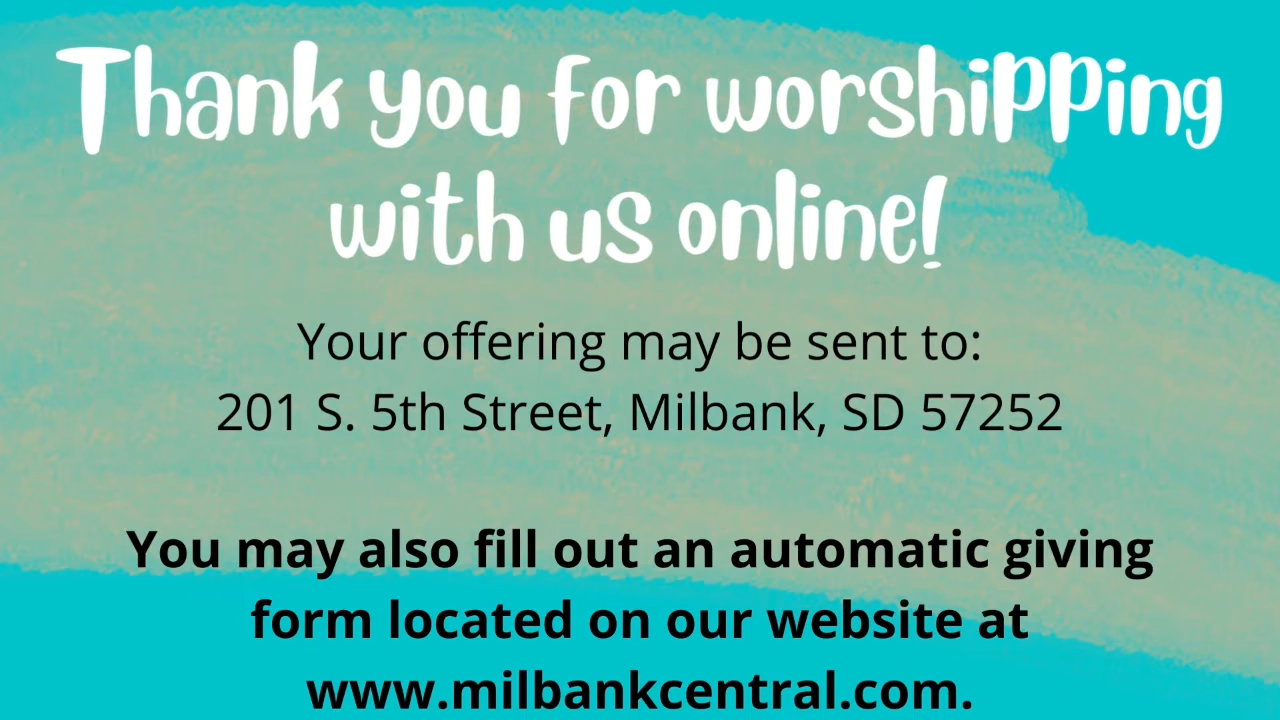 Thank you for worshipping
with us online!
Your offering may be sent to:
201 S. 5th Street, Milbank, SD 57252
You may also fill out an automatic giving
form located on our website at
www.milbankcentral.com.